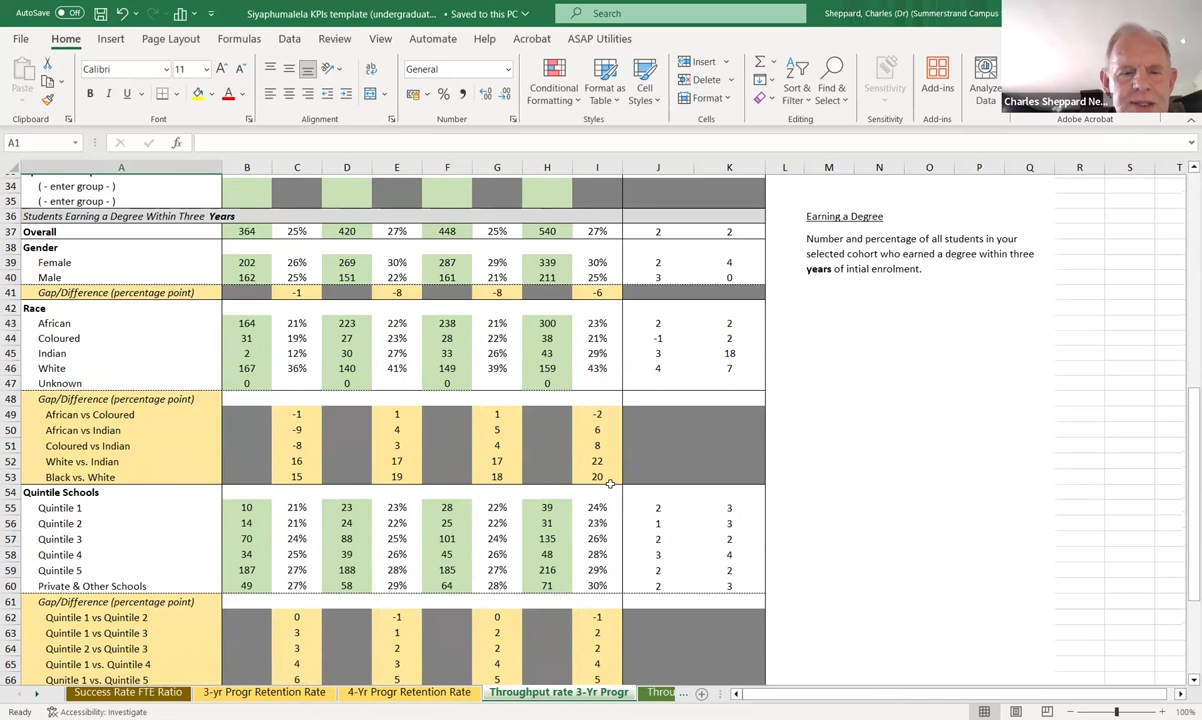 AutoSave Off Siyaphumalela KPIs template (undergraduat... • Saved to this PC Search Sheppard, Charles (Dr) (Summerstrand Campus
File Home Insert Page Layout Formulas Data Review View Automate Help Acrobat ASAP Utilities
Paste Calibri 11 General Conditional Formatting Format as Table Cell Styles Insert Delete Format Sort & Filter Find & Select Sensitivity Add-ins Analyze Data
Charles Sheppard Ne...
Clipboard Font Alignment Number Styles Cells Editing Sensitivity Add-ins Adobe Acrobat
A1 fx
A B C D E F G H I J K L M N O P Q R S T
34 ( - enter group - )
35 ( - enter group - )
36 Students Earning a Degree Within Three Years Earning a Degree
37 Overall 364 25% 420 27% 448 25% 540 27% 2 2
Number and percentage of all students in your
selected cohort who earned a degree within three
years of intial enrolment.
38 Gender
39 Female 202 26% 269 30% 287 29% 339 30% 2 4
40 Male 162 25% 151 22% 161 21% 211 25% 3 0
41 Gap/Difference (percentage point) -1 -8 -8 -6
42 Race
43 African 164 21% 223 22% 238 21% 300 23% 2 2
44 Coloured 31 19% 27 23% 28 22% 38 21% -1 2
45 Indian 2 12% 30 27% 33 26% 43 29% 3 18
46 White 167 36% 140 41% 149 39% 159 43% 4 7
47 Unknown 0 0 0 0
48 Gap/Difference (percentage point)
49 African vs Coloured -1 1 1 -2
50 African vs Indian -9 4 5 6
51 Coloured vs Indian -8 3 4 8
52 White vs. Indian 16 17 17 22
53 Black vs. White 15 19 18 20
54 Quintile Schools
55 Quintile 1 10 21% 23 23% 28 22% 39 24% 2 3
56 Quintile 2 14 21% 24 22% 25 22% 31 23% 1 3
57 Quintile 3 70 24% 88 25% 101 24% 135 26% 2 2
58 Quintile 4 34 25% 39 26% 45 26% 48 28% 3 4
59 Quintile 5 187 27% 188 28% 185 27% 216 29% 2 2
60 Private & Other Schools 49 27% 58 29% 64 28% 71 30% 2 3
61 Gap/Difference (percentage point)
62 Quintile 1 vs Quintile 2 0 -1 0 -1
63 Quintile 1 vs Quintile 3 3 1 2 2
64 Quintile 2 vs Quintile 3 3 2 2 2
65 Quintile 1 vs. Quintile 4 4 3 4 4
66 Quintile 1 vs. Quintile 5 6 5 5 5
Success Rate FTE Ratio 3-yr Progr Retention Rate 4-Yr Progr Retention Rate Throughput rate 3-Yr Progr Throu ...
Ready Accessibility: Investigate 100%